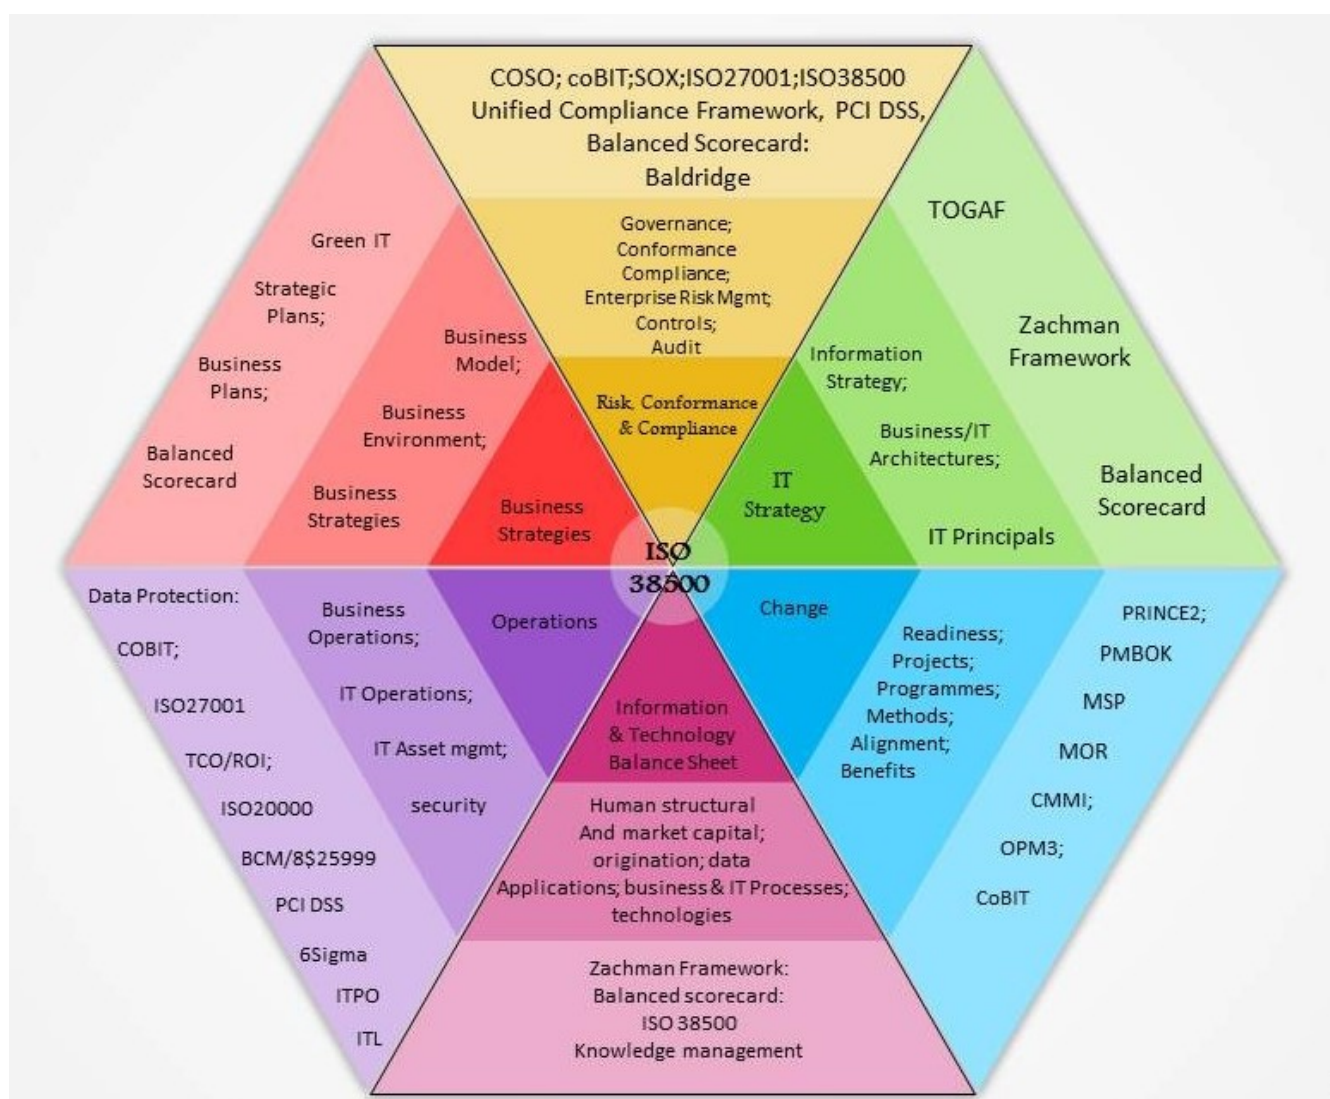 COSO; coBIT;SOX;ISO27001;ISO38500
Unified Compliance Framework, PCI DSS,
Balanced Scorecard:
Baldridge
Governance;
Conformance
Compliance;
Enterprise Risk Mgmt;
Controls;
Audit
Risk, Conformance
& Compliance
Green IT
Strategic
Plans;
Business
Plans;
Balanced
Scorecard
Business
Model;
Business
Environment;
Business
Strategies
Business
Strategies
TOGAF
Zachman
Framework
Balanced
Scorecard
Information
Strategy;
Business/IT
Architectures;
IT Principals
IT
Strategy
ISO
38500
Data Protection:
COBIT;
ISO27001
TCO/ROI;
ISO20000
BCM/8$25999
PCI DSS
6Sigma
ITPO
ITL
Business
Operations;
IT Operations;
IT Asset mgmt;
security
Operations
Information
& Technology
Balance Sheet
Human structural
And market capital;
origination; data
Applications; business & IT Processes;
technologies
Zachman Framework:
Balanced scorecard:
ISO 38500
Knowledge management
Change
Readiness;
Projects;
Programmes;
Methods;
Alignment;
Benefits
PRINCE2;
PMBOK
MSP
MOR
CMMI;
OPM3;
CoBIT